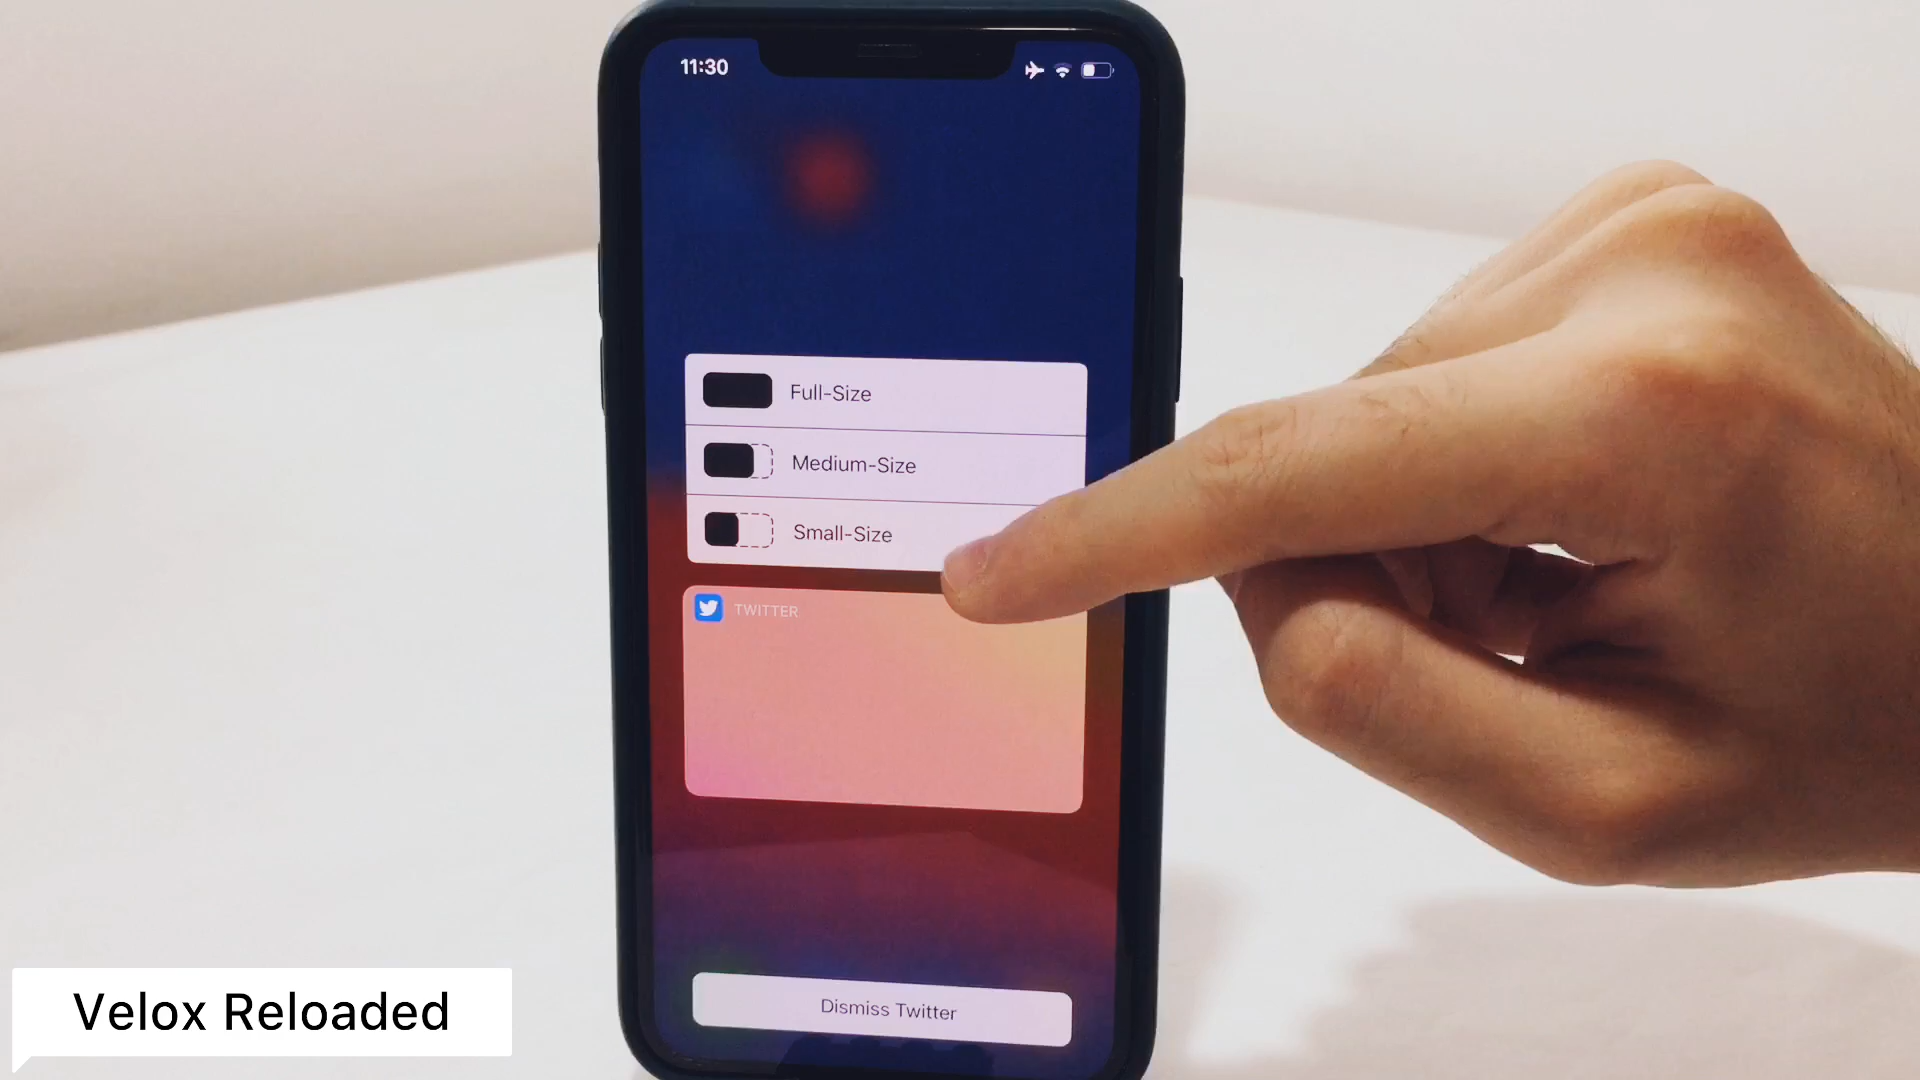 11:30
Full-Size
Medium-Size
Small-Size
TWITTER
Dismiss Twitter
Velox Reloaded